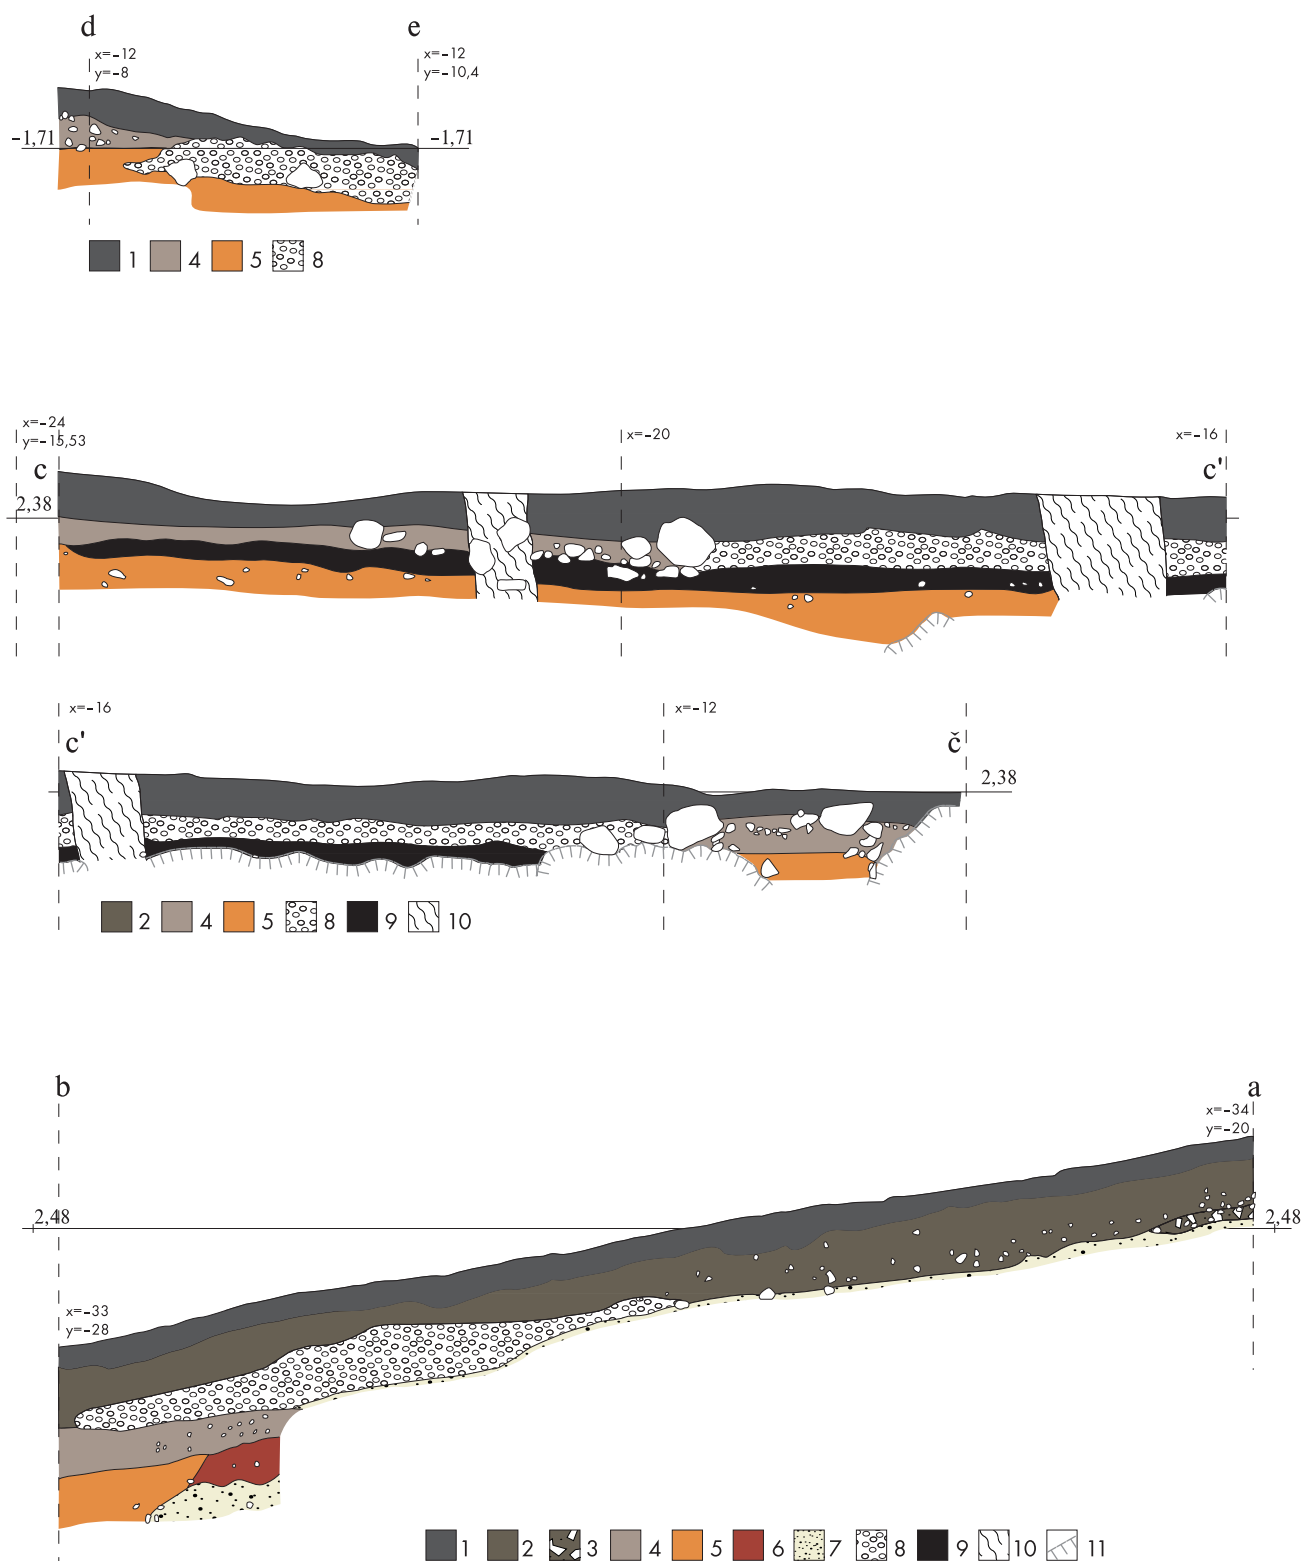 d e
x=-12 x=-12
y=-8 y=-10,4
-1,71 -1,71
1 4 5 8
x=-24
y=-15,53 x=-20 x=-16
c c'
2,38
x=-16 x=-12
c' č
2,38
2 4 5 8 9 10
b a
x=-34
y=-20
2,48 2,48
x=-33
y=-28
1 2 3 4 5 6 7 8 9 10 11